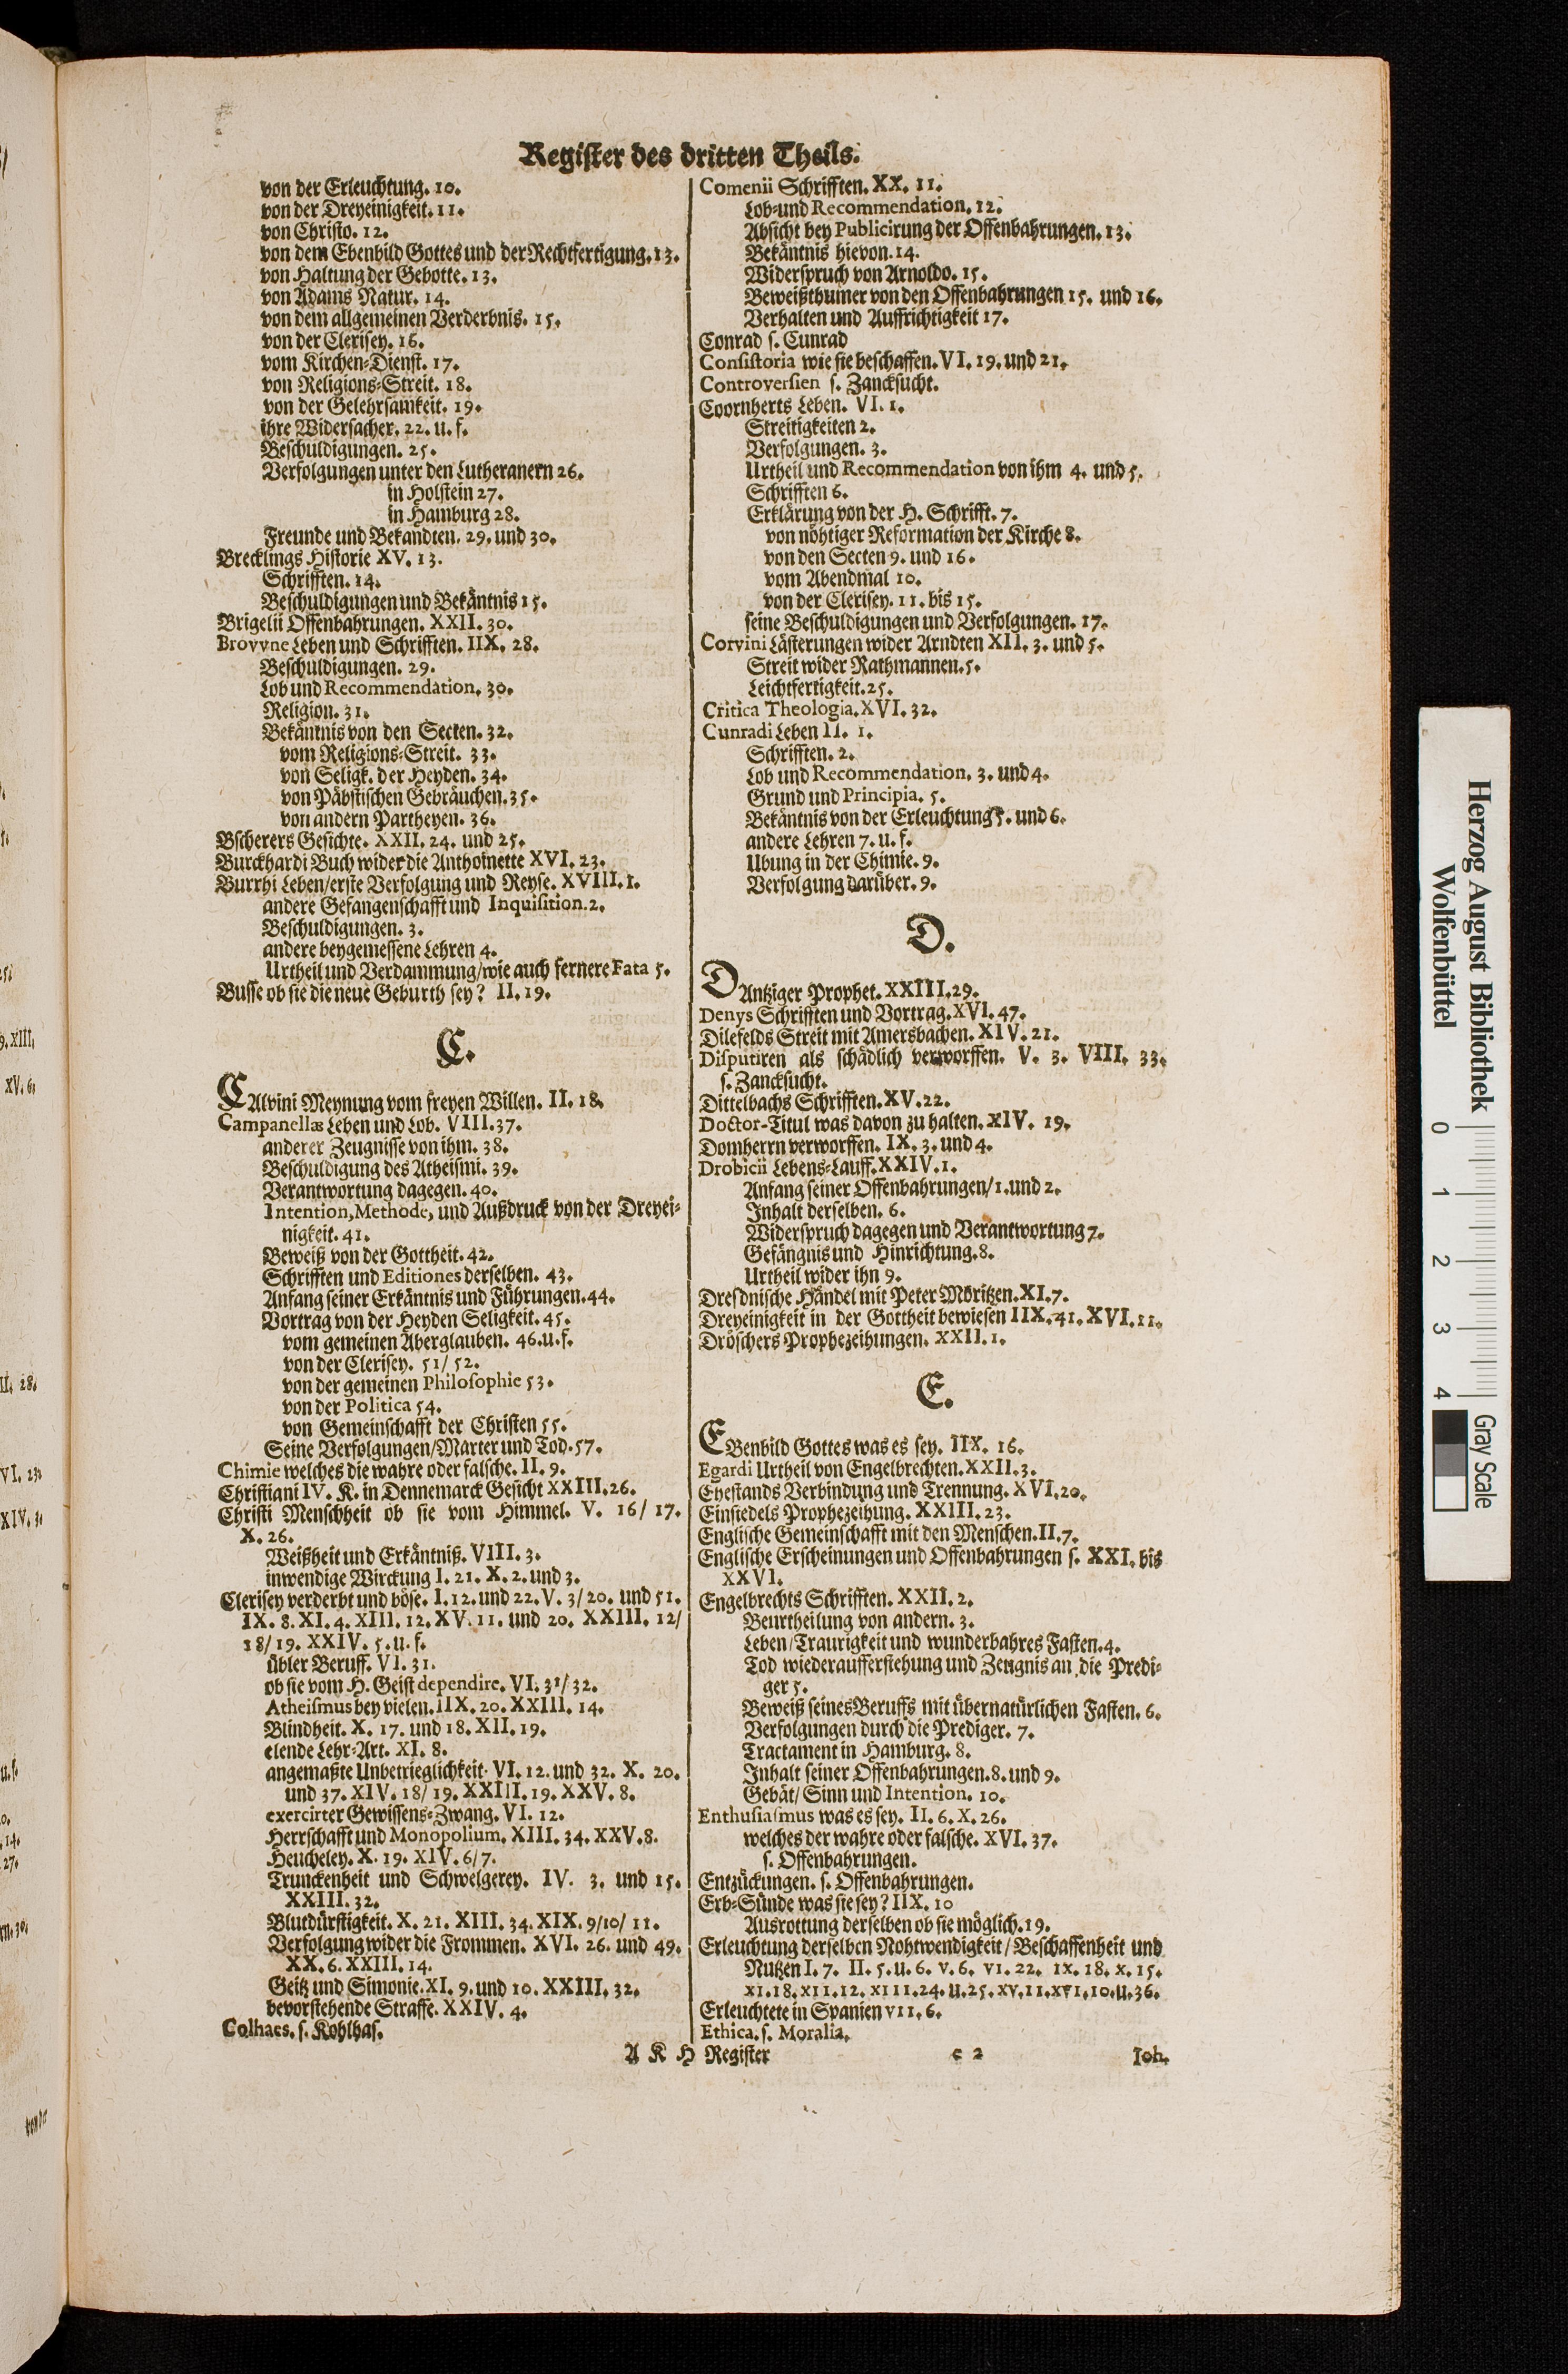 Register des dritten Theils.
von der Erleuchtung. 10.
von der Dreyeinigkeit. 11.
von Christo. 12.
von dem Ebenbild Gottes und der Rechtfertigung. 13.
von Haltung der Gebotte. 13.
von Adams Natur. 14.
von dem allgemeinen Verderbnis. 15.
von der Clerisey. 16.
vom Kirchen-Dienst. 17.
von Religions-Streit. 18.
von der Gelehrsamkeit. 19.
ihre Widersacher. 22. u. f.
Beschuldigungen. 25.
Verfolgungen unter den Lutheranern 26.
in Holstein 27.
in Hamburg 28.
Freunde und Bekandten. 29. und 30.
Brecklings Historie XV. 13.
Schrifften. 14.
Beschuldigungen und Bekäntnis 15.
Brigelii Offenbahrungen. XXII. 30.
Brovvne Leben und Schrifften. IIX. 28.
Beschuldigungen. 29.
Lob und Recommendation. 30.
Religion. 31.
Bekäntnis von den Secten. 32.
vom Religions-Streit. 33.
von Seligk. der Heyden. 34.
von Päbstischen Gebräuchen. 35.
von andern Partheyen. 36.
Bscherers Gesichte. XXII. 24. und 25.
Burckhardi Buch wider die Anthoinette XVI. 23.
Burrhi Leben/erste Verfolgung und Reyse. XVIII. 1.
andere Gefangenschafft und Inquisition. 2.
Beschuldigungen. 3.
andere beygemessene Lehren 4.
Urtheil und Verdammung/wie auch fernere Fata 5.
Busse ob sie die neue Geburth sey? II. 19.
C.
CAlvini Meynung vom freyen Willen. II. 18.
Campanellæ Leben und Lob. VIII. 37.
anderer Zeugnisse von ihm. 38.
Beschuldigung des Atheismi. 39.
Verantwortung dagegen. 40.
Intention, Methode, und Außdruck von der Dreyei-
nigkeit. 41.
Beweiß von der Gottheit. 42.
Schrifften und Editiones derselben. 43.
Anfang seiner Erkäntnis und Führungen. 44.
Vortrag von der Heyden Seligkeit. 45.
vom gemeinen Aberglauben. 46. u. f.
von der Clerisey. 51/ 52.
von der gemeinen Philosophie 53.
von der Politica 54.
von Gemeinschafft der Christen 55.
Seine Verfolgungen/Marter und Tod. 57.
Chimie welches die wahre oder falsche. II. 9.
Christiani IV. K. in Dennemarck Gesicht XXIII. 26.
Christi Menschheit ob sie vom Himmel. V. 16/ 17.
X. 26.
Weißheit und Erkäntniß. VIII. 3.
inwendige Wirckung I. 21. X. 2. und 3.
Clerisey verderbt und böse. I. 12. und 22. V. 3/20. und 51.
IX. 8. XI. 4. XIII. 12. XV. 11. und 20. XXIII. 12/
18/19. XXIV. 5. u. f.
übler Beruff. VI. 31.
ob sie vom H. Geist dependire. VI. 31/32.
Atheismus bey vielen. IIX. 20. XXIII. 14.
Blindheit. X. 17. und 18. XII. 19.
elende Lehr-Art. XI. 8.
angemaßte Unbetrieglichkeit. VI. 12. und 32. X. 20.
und 37. XIV. 18/19. XXIII. 19. XXV. 8.
exercirter Gewissens-Zwang. VI. 12.
Herrschafft und Monopolium. XIII. 34. XXV. 8.
Heucheley. X. 19. XIV. 6/7.
Trunckenheit und Schwelgerey. IV. 3. und 15.
XXIII. 32.
Blutdürstigkeit. X. 21. XIII. 34. XIX. 9/10/ 11.
Verfolgung wider die Frommen. XVI. 26. und 49.
XX. 6. XXIII. 14.
Geitz und Simonie. XI. 9. und 10. XXIII. 32.
bevorstehende Straffe. XXIV. 4.
Colhaes. s. Kohlhas.
Comenii Schrifften. XX. 11.
Lob-und Recommendation. 12.
Absicht bey Publicirung der Offenbahrungen. 13.
Bekäntnis hievon. 14.
Widerspruch von Arnoldo. 15.
Beweißthumer von den Offenbahrungen 15. und 16.
Verhalten und Auffrichtigkeit 17.
Conrad s. Cunrad
Consistoria wie sie beschaffen. VI. 19. und 21.
Controversien s. Zancksucht.
Coornherts Leben. VI. 1.
Streitigkeiten 2.
Verfolgungen. 3.
Urtheil und Recommendation von ihm 4. und 5.
Schrifften 6.
Erklärung von der H. Schrifft. 7.
von nöhtiger Reformation der Kirche 8.
von den Secten 9. und 16.
vom Abendmal 10.
von der Clerisey. 11. bis 15.
seine Beschuldigungen und Verfolgungen. 17.
Corvini Lästerungen wider Arndten XII. 3. und 5.
Streit wider Rathmannen. 5.
Leichtfertigkeit. 25.
Critica Theologia. XVI. 32.
Cunradi Leben II. 1.
Schrifften. 2.
Lob und Recommendation. 3. und 4.
Grund und Principia. 5.
Bekäntnis von der Erleuchtung 5. und 6.
andere Lehren 7. u. f.
Ubung in der Chimie. 9.
Verfolgung darüber. 9.
D.
DAntziger Prophet. XXIII. 29.
Denys Schrifften und Vortrag. XVI. 47.
Dilefelds Streit mit Amersbachen. XIV. 21.
Disputiren als schädlich verworffen. V. 3. VIII. 33.
s. Zancksucht.
Dittelbachs Schrifften. XV. 22.
Doctor-Titul was davon zu halten. XIV. 19.
Domherrn verworffen. IX. 3. und 4.
Drobicii Lebens-Lauff. XXIV. 1.
Anfang seiner Offenbahrungen/1. und 2.
Inhalt derselben. 6.
Widerspruch dagegen und Verantwortung 7.
Gefängnis und Hinrichtung. 8.
Urtheil wider ihn 9.
Dresdnische Händel mit Peter Möritzen. XI. 7.
Dreyeinigkeit in der Gottheit bewiesen IIX. 41. XVI. 11.
Dröschers Prophezeihungen. XXII. 1.
E.
EBenbild Gottes was es sey. IIX. 16.
Egardi Urtheil von Engelbrechten. XXII. 3.
Ehestands Verbindung und Trennung. XVI. 20.
Einsiedels Prophezeihung. XXIII. 23.
Englische Gemeinschafft mit den Menschen. II. 7.
Englische Erscheinungen und Offenbahrungen s. XXI. bis
XXVI.
Engelbrechts Schrifften. XXII. 2.
Beurtheilung von andern. 3.
Leben/Traurigkeit und wunderbahres Fasten. 4.
Tod wiederaufferstehung und Zeugnis an die Predi-
ger 5.
Beweiß seines Beruffs mit übernatürlichen Fasten. 6.
Verfolgungen durch die Prediger. 7.
Tractament in Hamburg. 8.
Inhalt seiner Offenbahrungen. 8. und 9.
Gebät/ Sinn und Intention. 10.
Enthusiasmus was es sey. II. 6. X. 26.
welches der wahre oder falsche. XVI. 37.
s. Offenbahrungen.
Entzückungen. s. Offenbahrungen.
Erb-Sünde was sie sey? IIX. 10
Ausrottung derselben ob sie möglich. 19.
Erleuchtung derselben Nohtwendigkeit/ Beschaffenheit und
Nutzen I. 7. II. 5. u. 6. V. 6. VI. 22. IX. 18. X. 15.
XI. 18. XII. 12. XIII. 24. u. 25. XV. 11. XVI. 10. u. 36.
Erleuchtete in Spanien VII. 6.
Ethica. s. Moralia.
A K H Register c 2 Joh.
Herzog August Bibliothek
Wolfenbüttel
0 1 2 3 4
Gray Scale